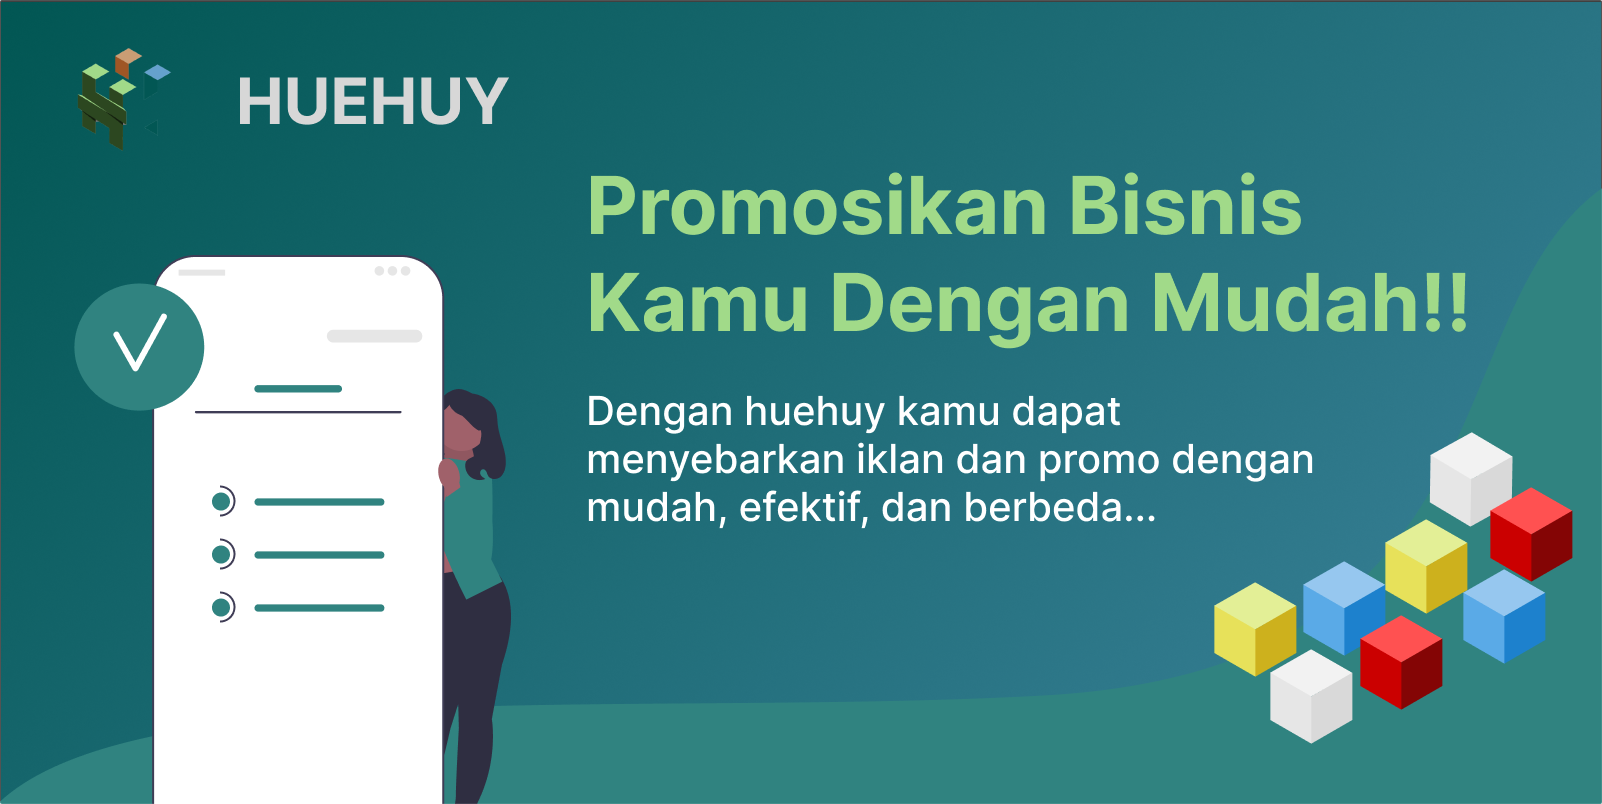 HUEHUY
Promosikan Bisnis
Kamu Dengan Mudah!!
Dengan huehuy kamu dapat
menyebarkan iklan dan promo dengan
mudah, efektif, dan berbeda...